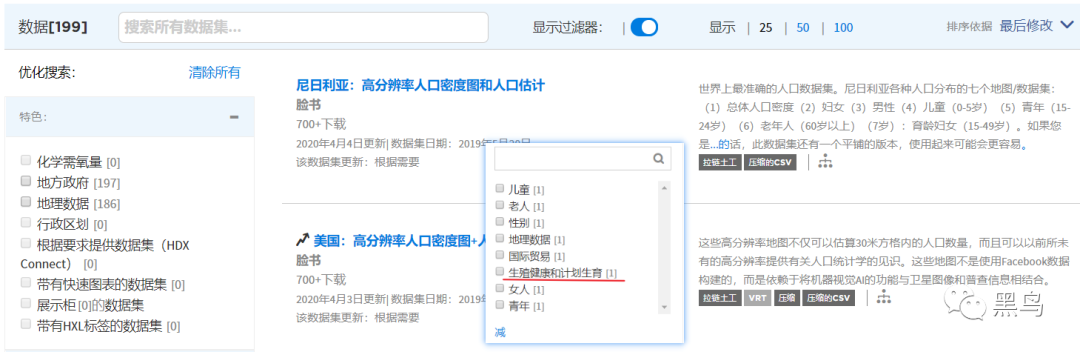 数据[199]
搜索所有数据集...
显示过滤器：
显示 | 25 | 50 | 100
排序依据 最后修改
优化搜索：
清除所有
特色：
化学需氧量 [0]
地方政府 [197]
地理数据 [186]
行政区划 [0]
根据要求提供数据集（HDX
Connect） [0]
带有快速图表的数据集 [0]
展示柜 [0]的数据集
带有HXL标签的数据集 [0]
尼日利亚：高分辨率人口密度图和人口估计
脸书
700+下载
2020年4月4日更新| 数据集日期：2019年5月20日
该数据集更新：根据需要
世界上最准确的人口数据集。尼日利亚各种人口分布的七个地图/数据集：
（1）总体人口密度（2）妇女（3）男性（4）儿童（0-5岁）（5）青年（15-
24岁）（6）老年人（60岁以上）（7岁）：育龄妇女（15-49岁）。如果您
是...的话，此数据集还有一个平铺的版本，使用起来可能会更容易。
拉链土工
压缩的CSV
美国：高分辨率人口密度图+人
脸书
700+下载
2020年4月3日更新| 数据集日期：
该数据集更新：根据需要
这些高分辨率地图不仅可以估算30米方格内的人口数量，而且可以以前所未
有的高分辨率提供有关人口统计学的见识。这些地图不是使用Facebook数据
构建的，而是依赖于将机器视觉AI的功能与卫星图像和普查信息相结合。
拉链土工
VRT
压缩
压缩的CSV
儿童 [1]
老人 [1]
性别 [1]
地理数据 [1]
国际贸易 [1]
生殖健康和计划生育 [1]
女人 [1]
青年 [1]
减
黑鸟